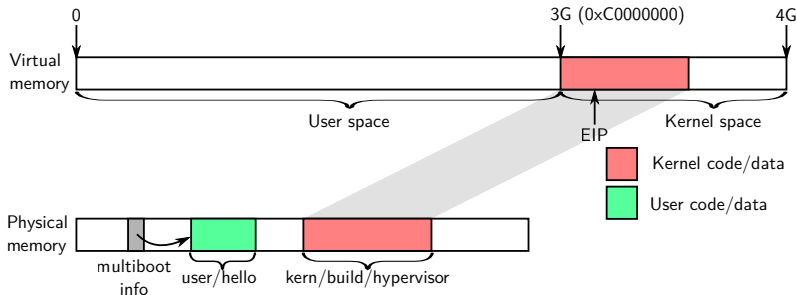 0
3G (0xC0000000)
4G
Virtual
memory
User space
EIP
Kernel space
Kernel code/data
User code/data
Physical
memory
multiboot
info
user/hello
kern/build/hypervisor